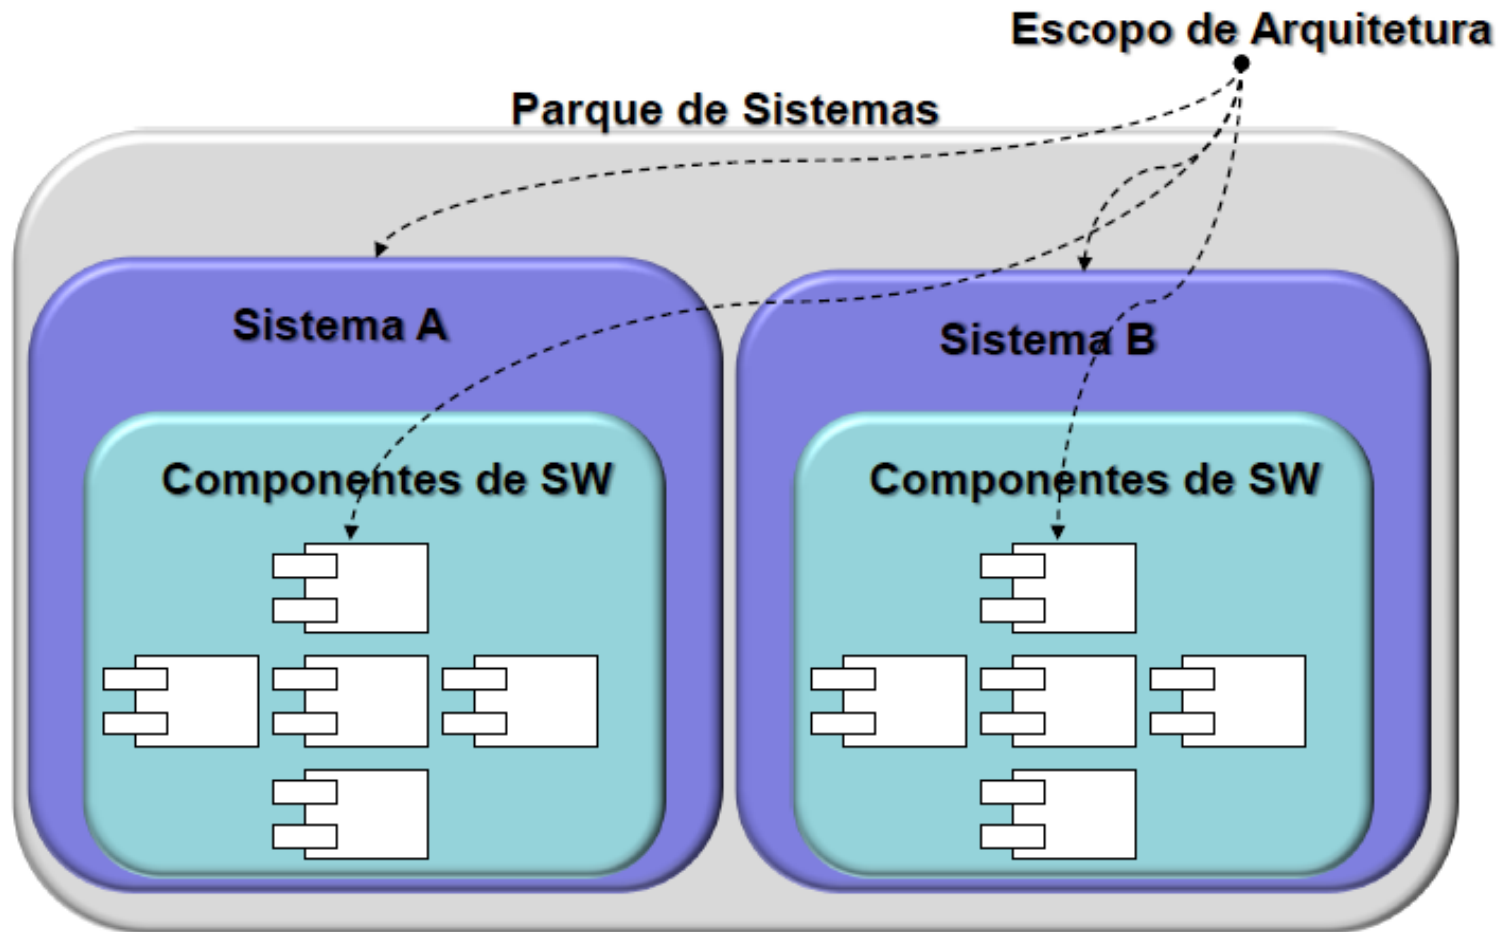 Escopo de Arquitetura
Parque de Sistemas
Sistema A
Sistema B
Componentes de SW
Componentes de SW